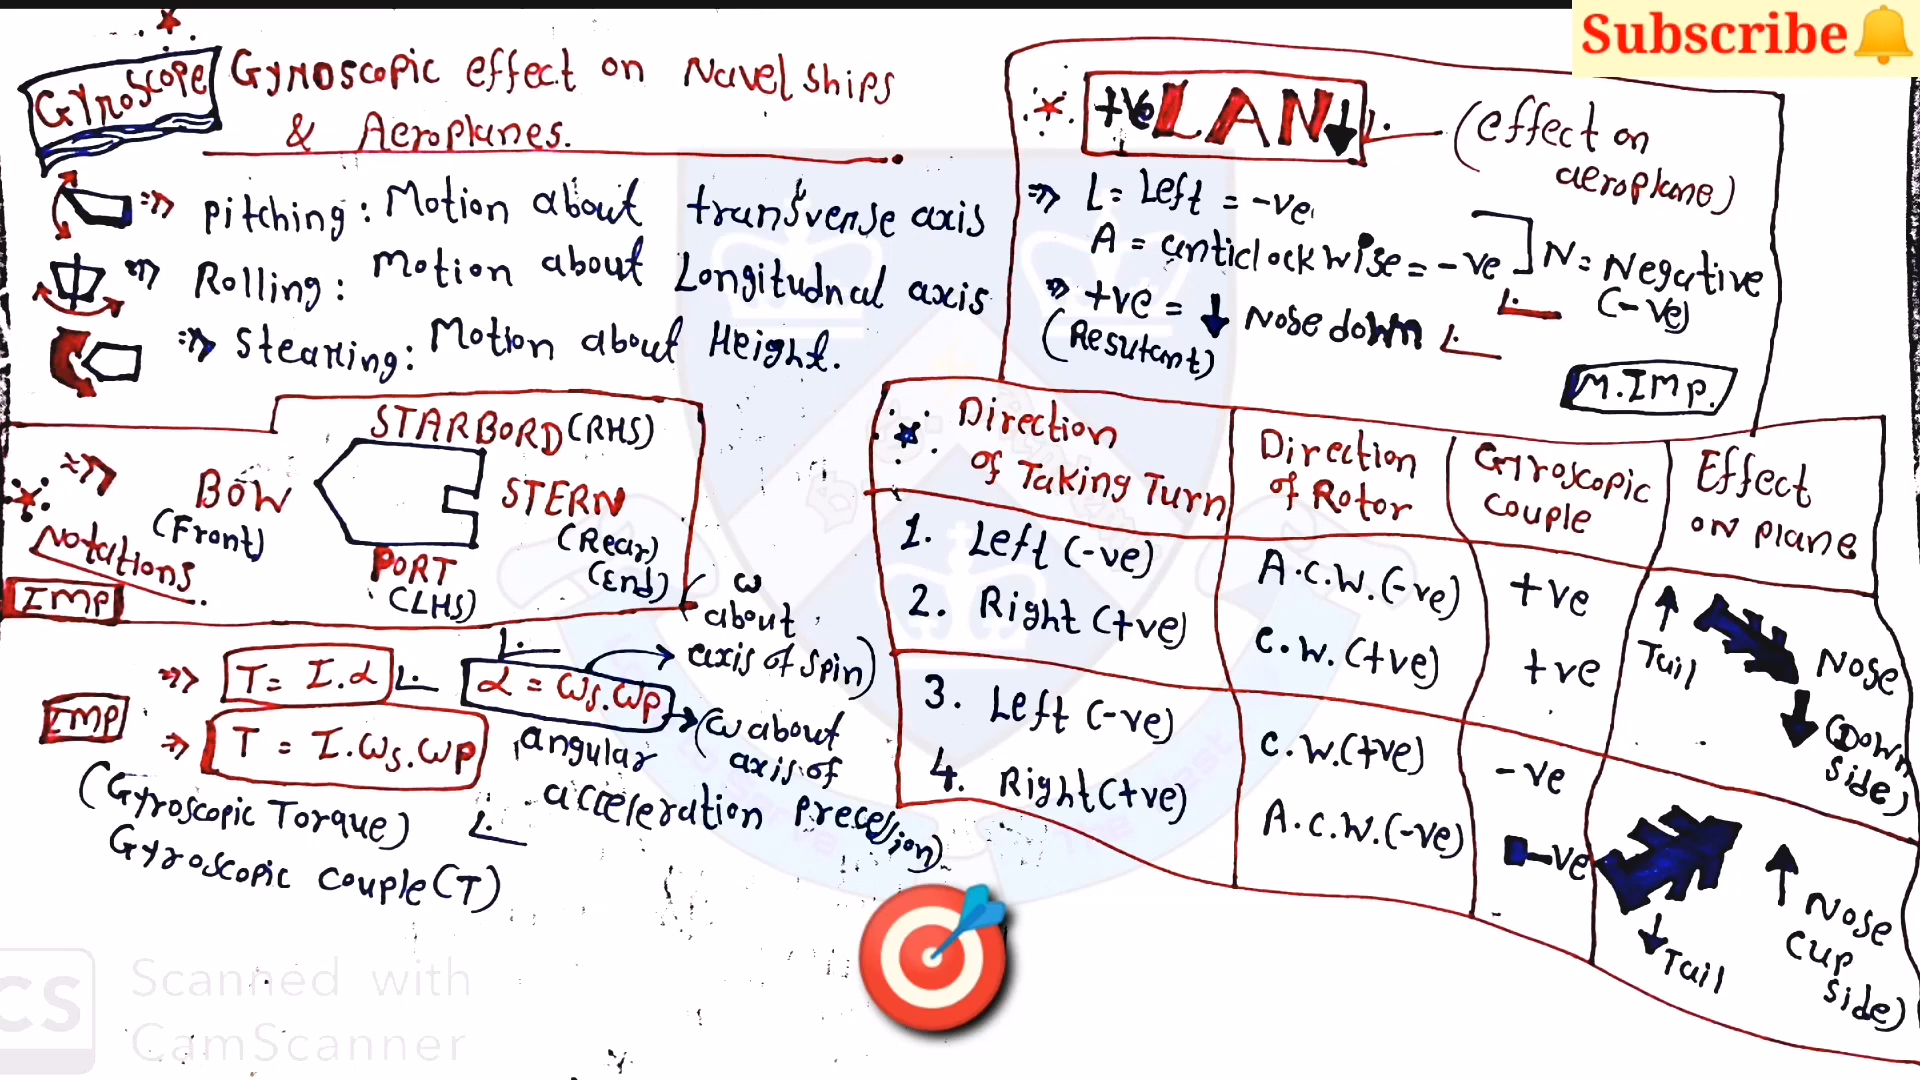 Subscribe
GYroSCOPE
Gyroscopic effect on Navel ships
& Aeroplanes.
Pitching : Motion about transverse axis
Rolling : Motion about Longitudnal axis
Stearing : Motion about Height.
+ve LAN↓
(effect on
aeroplane)
⇒ L = Left = -ve
A = anticlockwise = -ve
N = Negative
(-ve)
+ve = ↓ Nose down
(Resutant)
M.Imp.
STARBORD (RHS)
BOW
(Front)
STERN
(Rear)
(End)
PORT
(LHS)
Notations
IMP
T = I.α
α = ωs.ωp
ω
about
axis of spin)
(ω about
axis of
precession)
angular
acceleration
IMP
T = I.ωs.ωp
(Gyroscopic Torque)
Gyroscopic couple (T)
Direction
of Taking Turn
Direction
of Rotor
Gyroscopic
couple
Effect
on plane
1. Left (-ve)
A.C.W. (-ve)
+ve
2. Right (+ve)
C.W. (+ve)
+ve
↑
Tail
Nose
↓
(Down
side)
3. Left (-ve)
C.W. (+ve)
-ve
4. Right (+ve)
A.C.W. (-ve)
-ve
↓
Tail
↑
Nose
Cup
side)
CS
Scanned with
CamScanner